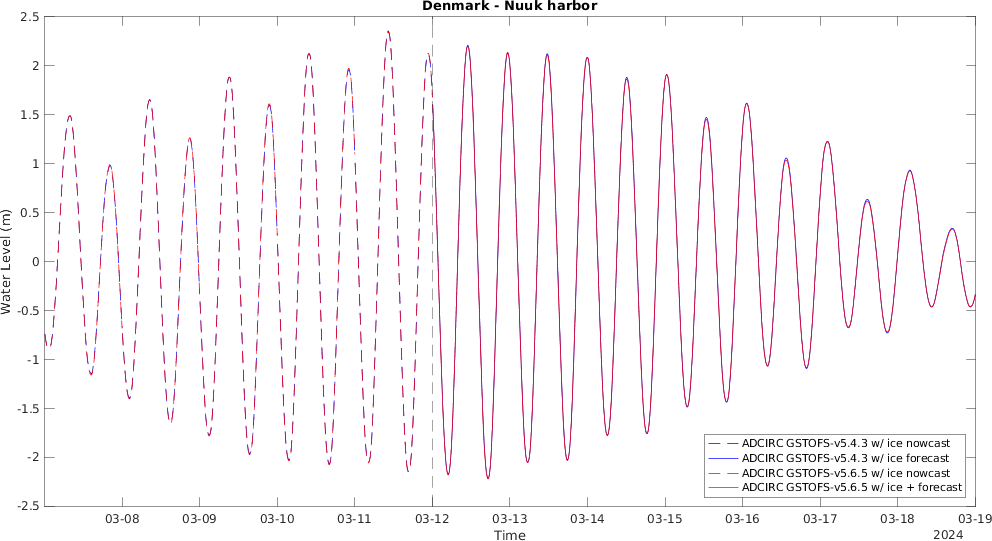 Denmark - Nuuk harbor
2.5
2
1.5
1
0.5
0
-0.5
-1
-1.5
-2
-2.5
Water Level (m)
ADCIRC GSTOFS-v5.4.3 w/ ice nowcast
ADCIRC GSTOFS-v5.4.3 w/ ice forecast
ADCIRC GSTOFS-v5.6.5 w/ ice nowcast
ADCIRC GSTOFS-v5.6.5 w/ ice + forecast
03-08 03-09 03-10 03-11 03-12 03-13 03-14 03-15 03-16 03-17 03-18 03-19
Time
2024